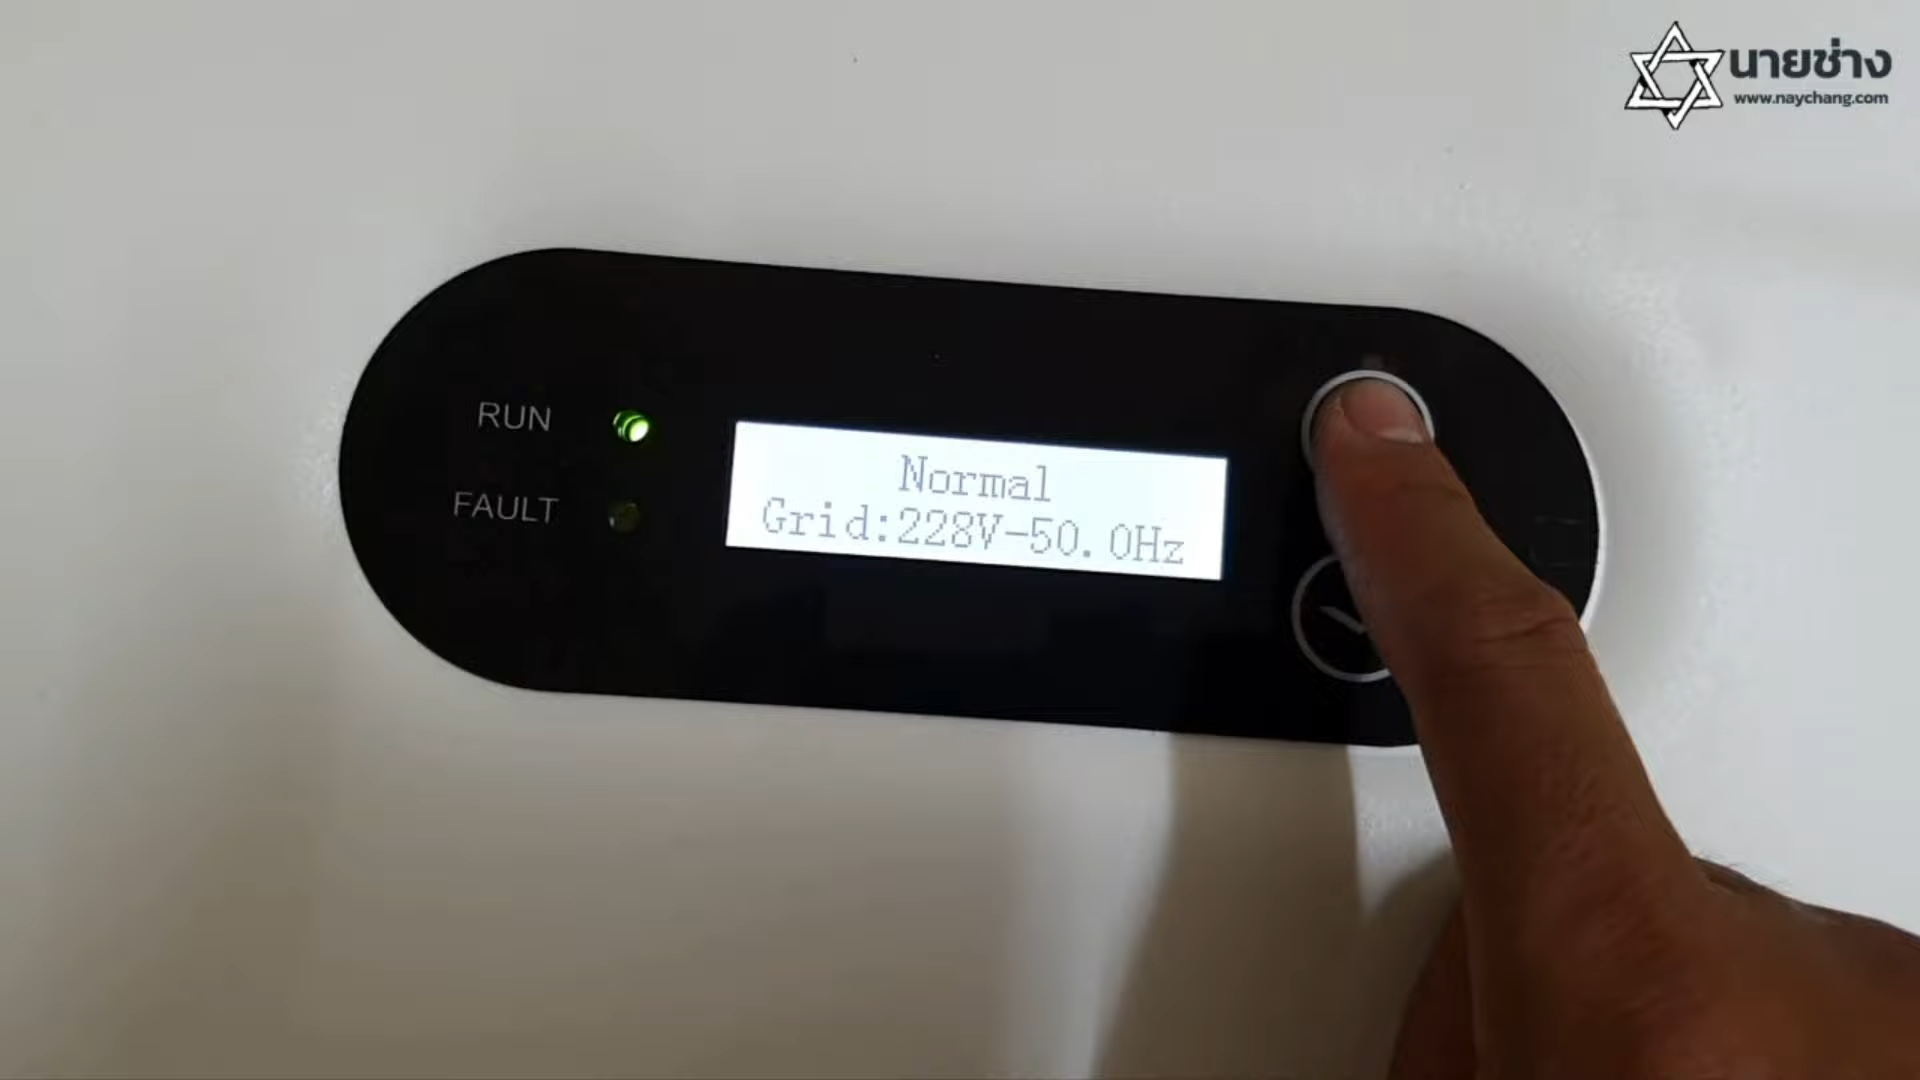 นายช่าง
www.naychang.com
RUN
FAULT
Normal
Grid:228V-50.0Hz